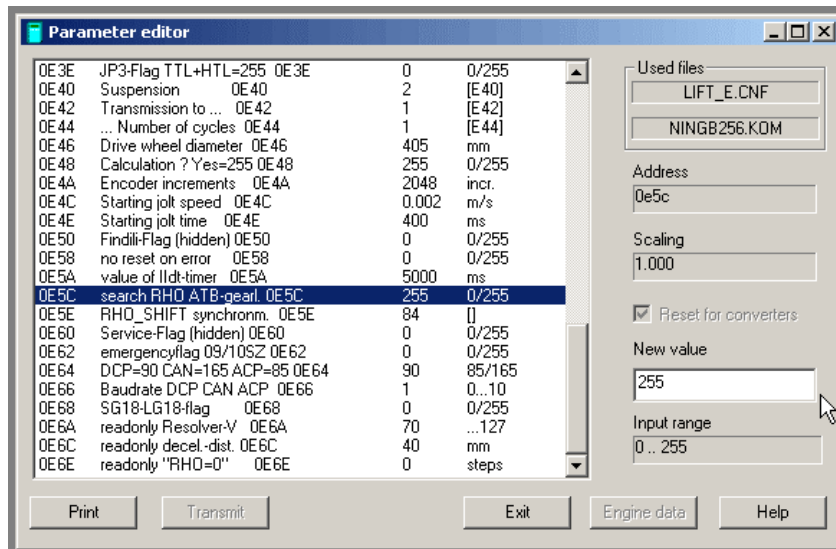 Parameter editor
0E3E JP3-Flag TTL+HTL=255 0E3E 0 0/255
0E40 Suspension 0E40 2 [E40]
0E42 Transmission to ... 0E42 1 [E42]
0E44 ... Number of cycles 0E44 1 [E44]
0E46 Drive wheel diameter 0E46 405 mm
0E48 Calculation ? Yes=255 0E48 255 0/255
0E4A Encoder increments 0E4A 2048 incr.
0E4C Starting jolt speed 0E4C 0.002 m/s
0E4E Starting jolt time 0E4E 400 ms
0E50 Findili-Flag (hidden) 0E50 0 0/255
0E58 no reset on error 0E58 0 0/255
0E5A value of IIdt-timer 0E5A 5000 ms
0E5C search RHO ATB-gearl. 0E5C 255 0/255
0E5E RHO_SHIFT synchronm. 0E5E 84 []
0E60 Service-Flag (hidden) 0E60 0 0/255
0E62 emergencyflag 09/10SZ 0E62 0 0/255
0E64 DCP=90 CAN=165 ACP=85 0E64 90 85/165
0E66 Baudrate DCP CAN ACP 0E66 1 0...10
0E68 SG18-LG18-flag 0E68 0 0/255
0E6A readonly Resolver-V 0E6A 70 ...127
0E6C readonly decel.-dist. 0E6C 40 mm
0E6E readonly "RHO=0" 0E6E 0 steps
Used files
LIFT_E.CNF
NINGB256.KOM
Address
0e5c
Scaling
1.000
Reset for converters
New value
255
Input range
0 .. 255
Print Transmit Exit Engine data Help